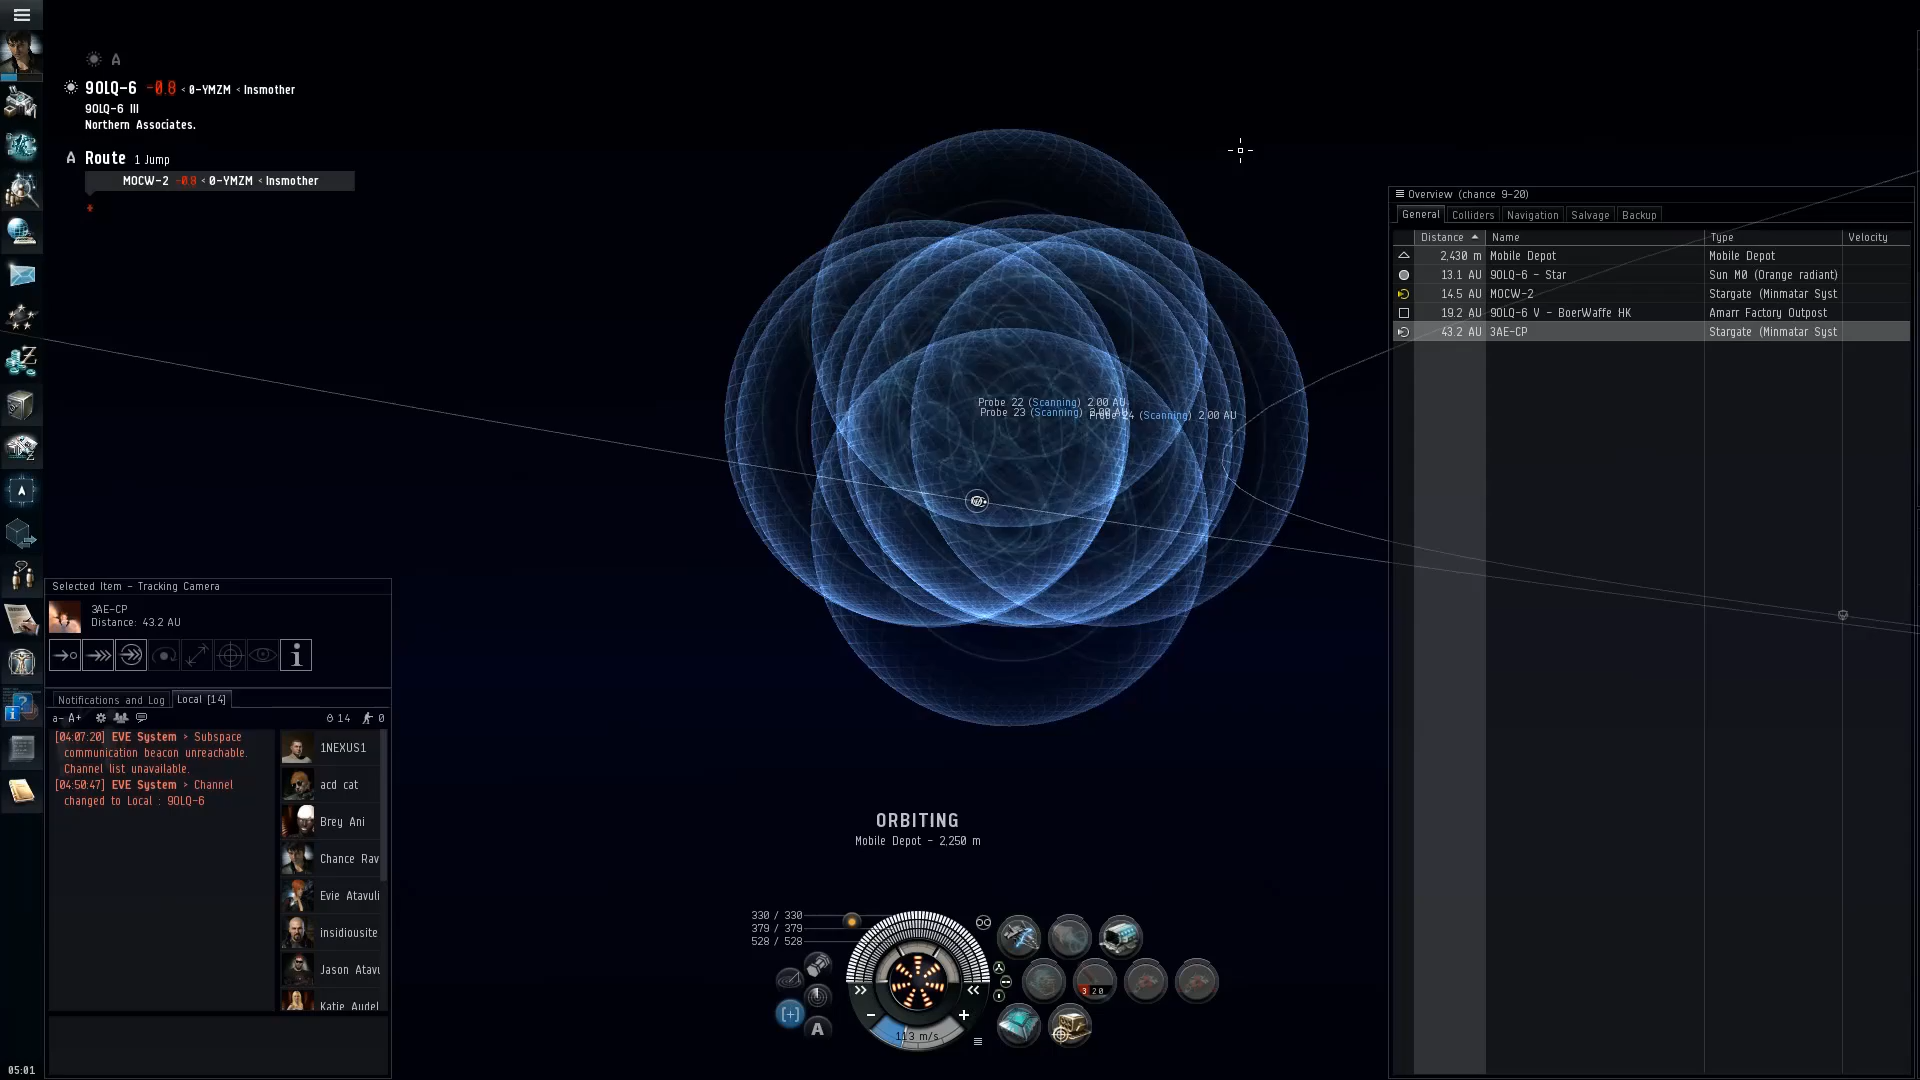 A
9OLQ-6 -0.8 < 0-YMZM < Insmother
9OLQ-6 III
Northern Associates.
A Route 1 Jump
MOCW-2 -0.8 < 0-YMZM < Insmother
Probe 22 (Scanning) 2.00 AU
Probe 23 (Scanning)
(Scanning) 2.00 AU
Overview (chance 9-20)
General Colliders Navigation Salvage Backup
Distance Name Type Velocity
2,430 m Mobile Depot Mobile Depot
13.1 AU 9OLQ-6 - Star Sun M0 (Orange radiant)
14.5 AU MOCW-2 Stargate (Minmatar Syst
19.2 AU 9OLQ-6 V - BoerWaffe HK Amarr Factory Outpost
43.2 AU 3AE-CP Stargate (Minmatar Syst
Selected Item - Tracking Camera
3AE-CP
Distance: 43.2 AU
Notifications and Log Local [14]
a- A+ 14 0
[04:07:20] EVE System > Subspace
communication beacon unreachable.
Channel list unavailable.
[04:50:47] EVE System > Channel
changed to Local : 9OLQ-6
1NEXUS1
acd cat
Brey Ani
Chance Rav
Evie Atavuli
insidiousite
Jason Atavu
Katie Audel
ORBITING
Mobile Depot - 2,250 m
330 / 330
379 / 379
528 / 528
3 20
A
113 m/s
05:01